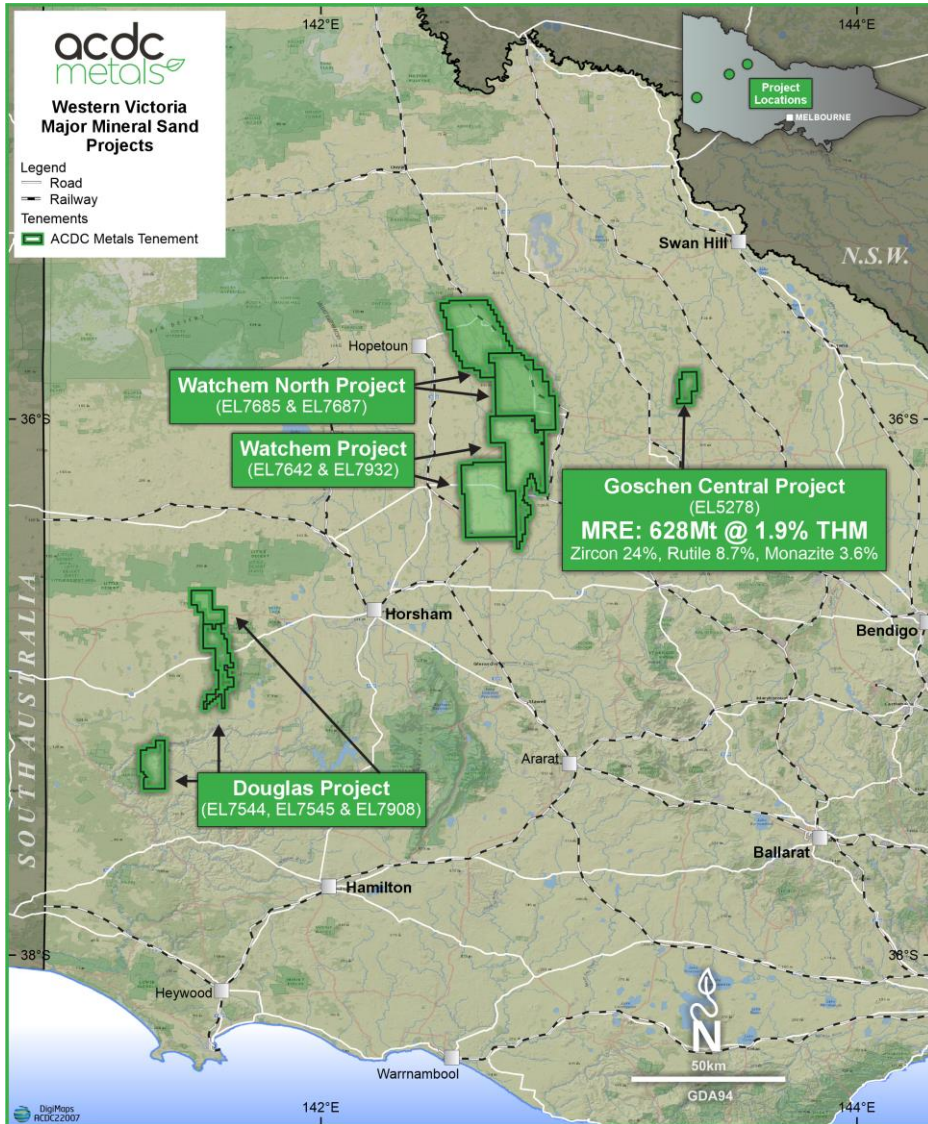 acdc
metals
Western Victoria
Major Mineral Sand
Projects
Legend
Road
Railway
Tenements
ACDC Metals Tenement
142°E
144°E
Project
Locations
MELBOURNE
Swan Hill
N.S.W.
Hopetoun
Watchem North Project
(EL7685 & EL7687)
36°S
36°S
Watchem Project
(EL7642 & EL7932)
Goschen Central Project
(EL5278)
MRE: 628Mt @ 1.9% THM
Zircon 24%, Rutile 8.7%, Monazite 3.6%
SOUTH AUSTRALIA
Horsham
Bendigo
Ararat
Douglas Project
(EL7544, EL7545 & EL7908)
Ballarat
Hamilton
38°S
36°S
Heywood
N
50km
GDA94
Warrnambool
DigiMaps
ACDC22007
142°E
144°E